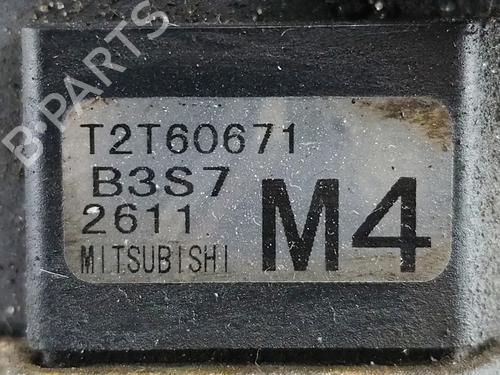 B-PARTS
T2T60671
B3S7
2611
M4
MITSUBISHI